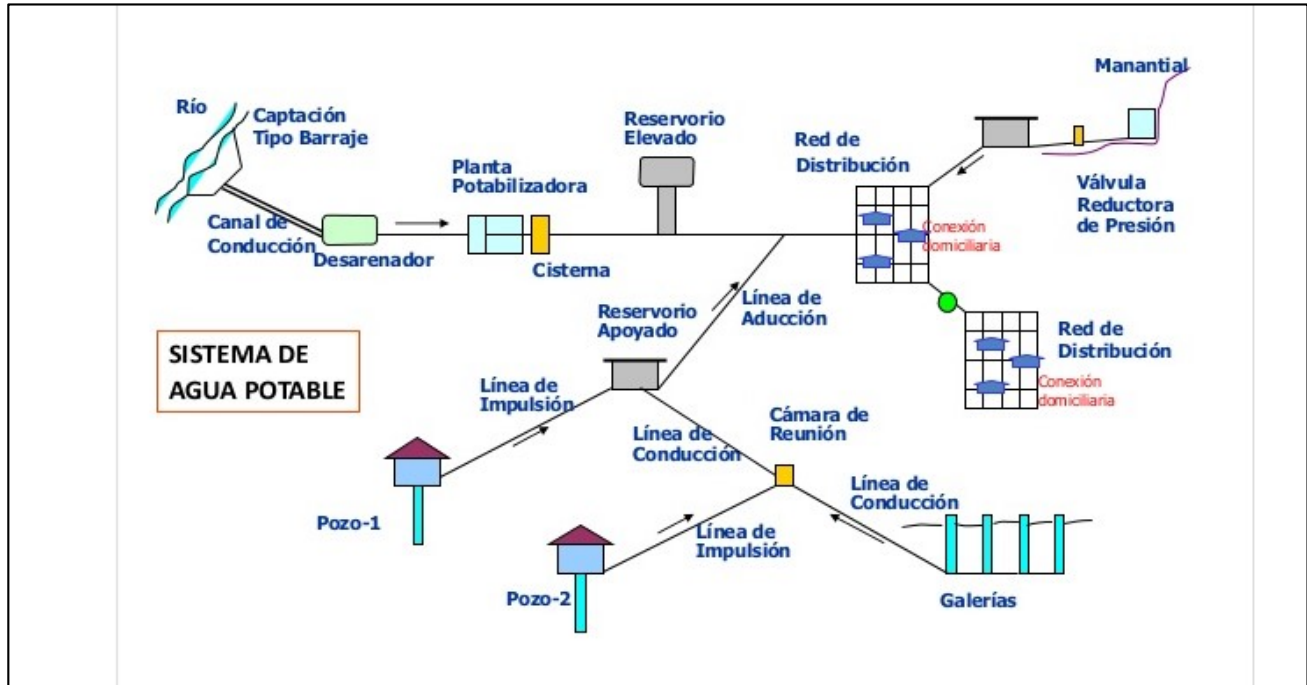 Manantial
Río
Captación
Tipo Barraje
Reservorio
Elevado
Red de
Distribución
Planta
Potabilizadora
Válvula
Reductora
de Presión
Canal de
Conducción
Conexión
domiciliaria
Desarenador
Cisterna
Reservorio
Apoyado
Línea de
Aducción
Red de
Distribución
SISTEMA DE
AGUA POTABLE
Conexión
domiciliaria
Línea de
Impulsión
Cámara de
Reunión
Línea de
Conducción
Línea de
Conducción
Pozo-1
Línea de
Impulsión
Pozo-2
Galerías